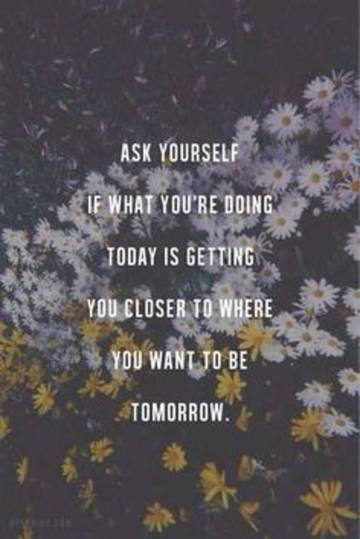 ASK YOURSELF
IF WHAT YOU'RE DOING
TODAY IS GETTING
YOU CLOSER TO WHERE
YOU WANT TO BE
TOMORROW.